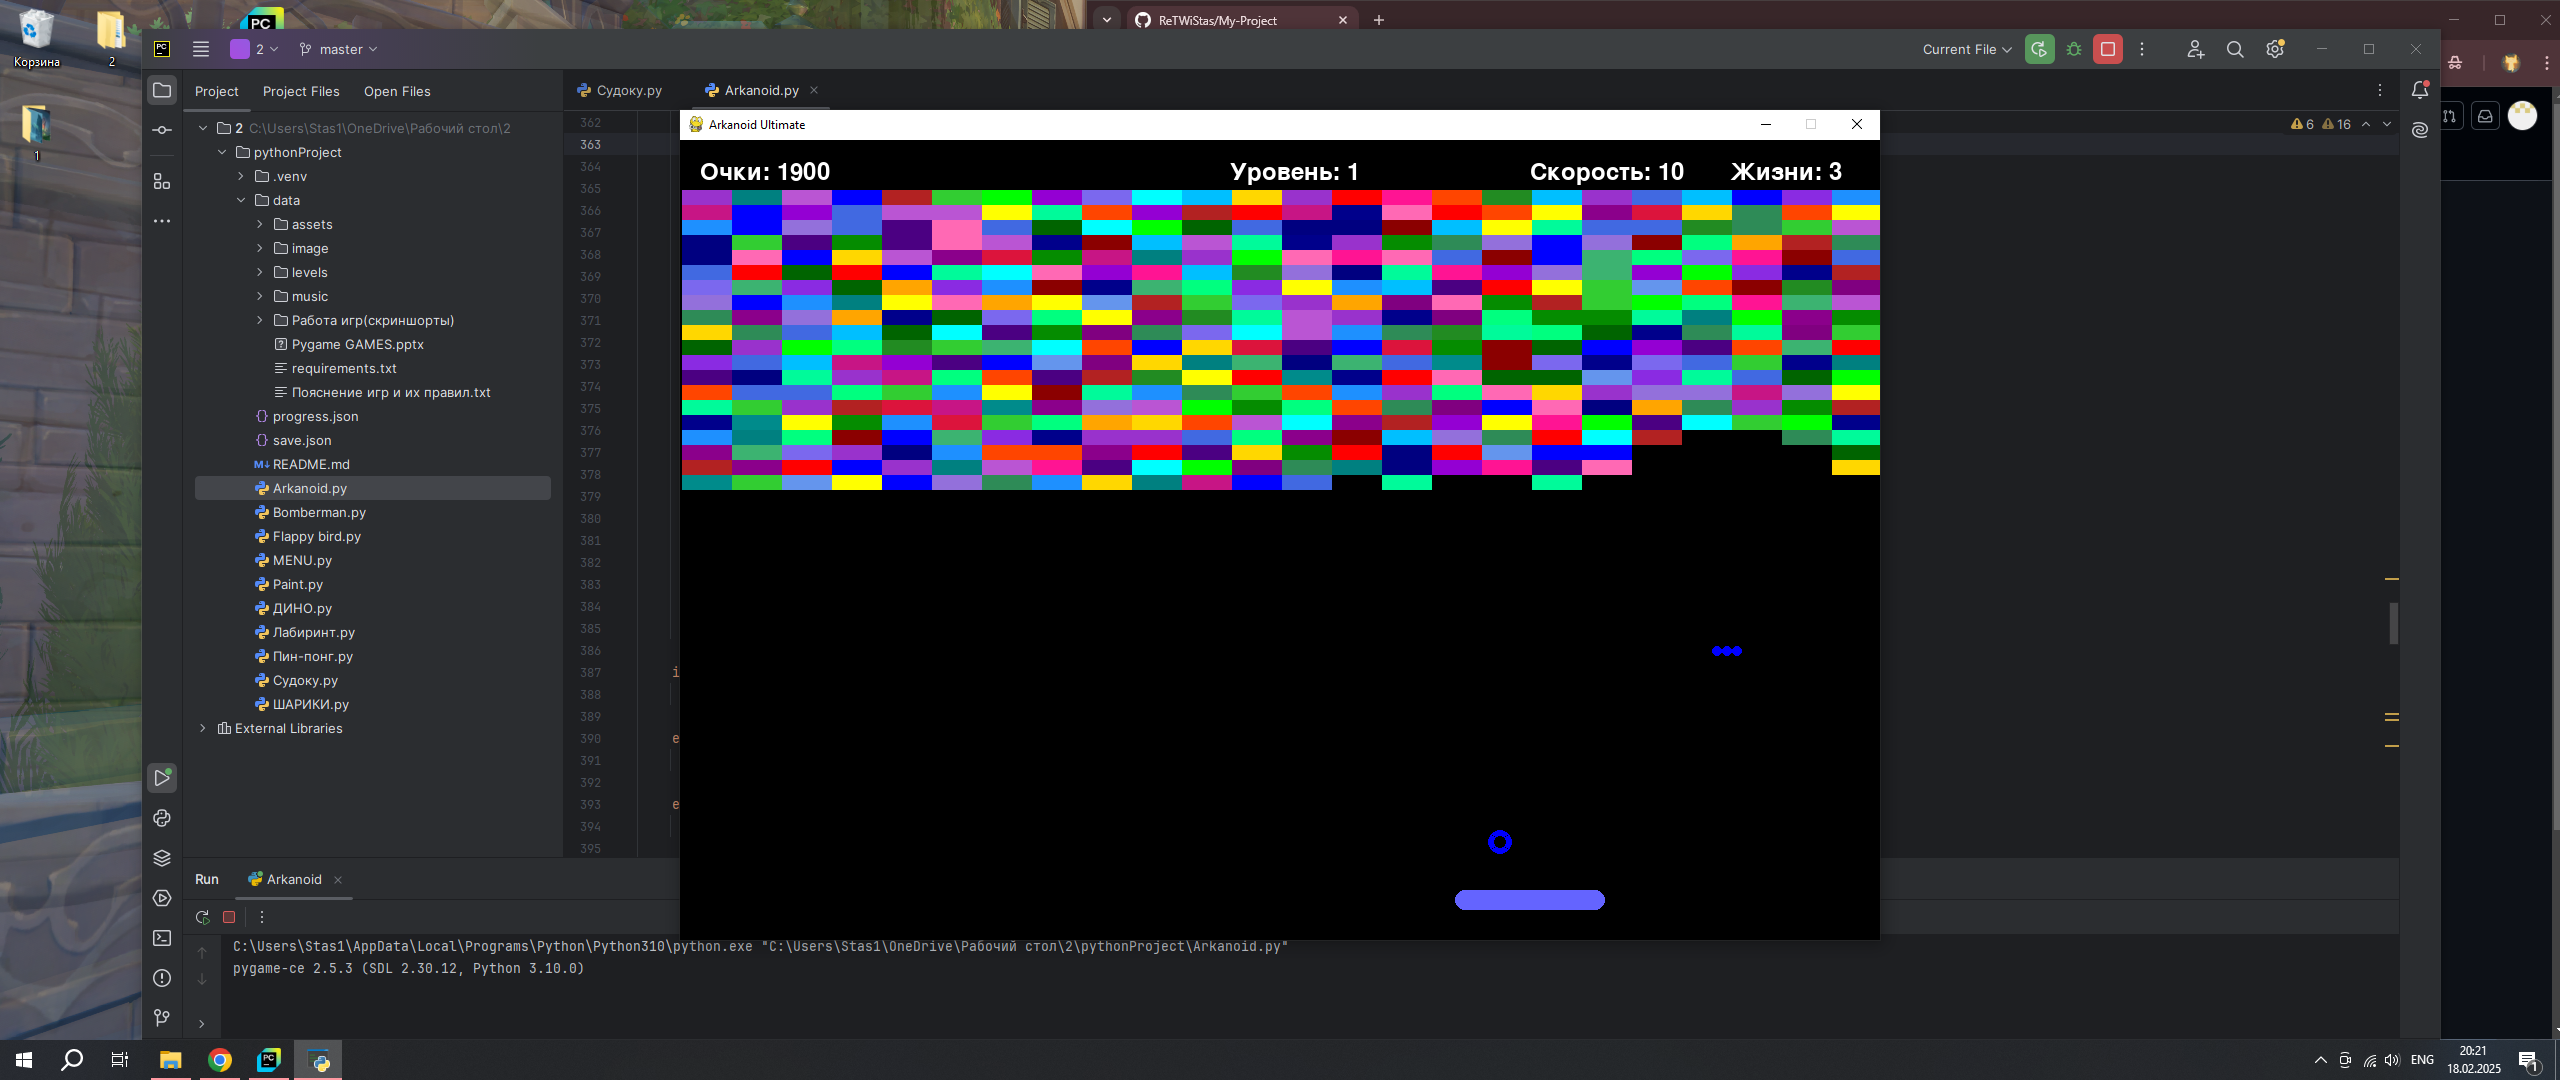 ReTWiStas/My-Project
Корзина
2
1
PC
PC
2
master
Current File
Project
Project Files
Open Files
Судоку.py
Arkanoid.py
2 C:\Users\Stas1\OneDrive\Рабочий стол\2
pythonProject
.venv
data
assets
image
levels
music
Работа игр(скриншорты)
Pygame GAMES.pptx
requirements.txt
Пояснение игр и их правил.txt
progress.json
save.json
README.md
Arkanoid.py
Bomberman.py
Flappy bird.py
MENU.py
Paint.py
ДИНО.py
Лабиринт.py
Пин-понг.py
Судоку.py
ШАРИКИ.py
External Libraries
362
363
364
365
366
367
368
369
370
371
372
373
374
375
376
377
378
379
380
381
382
383
384
385
386
387
388
389
390
391
392
393
394
395
i
e
e
6 16
Arkanoid Ultimate
Очки: 1900
Уровень: 1
Скорость: 10
Жизни: 3
Run
Arkanoid
C:\Users\Stas1\AppData\Local\Programs\Python\Python310\python.exe "C:\Users\Stas1\OneDrive\Рабочий стол\2\pythonProject\Arkanoid.py"
pygame-ce 2.5.3 (SDL 2.30.12, Python 3.10.0)
ENG
20:21
18.02.2025
1